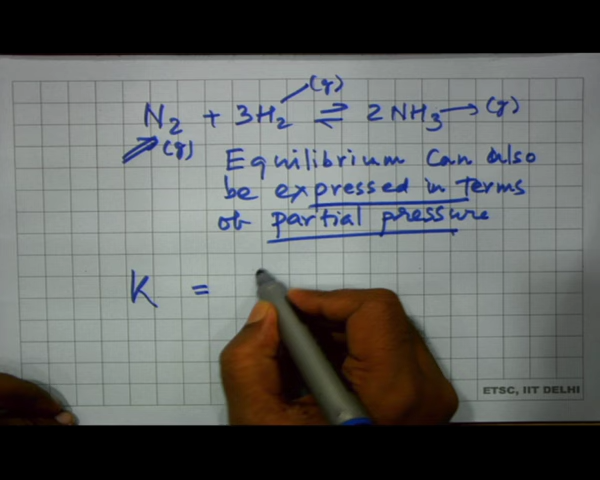 N₂ + 3H₂ ⇌ 2NH₃ → (g)
(g)
(g)
Equilibrium Can also
be expressed in Terms
of partial pressure
K =
ETSC, IIT DELHI